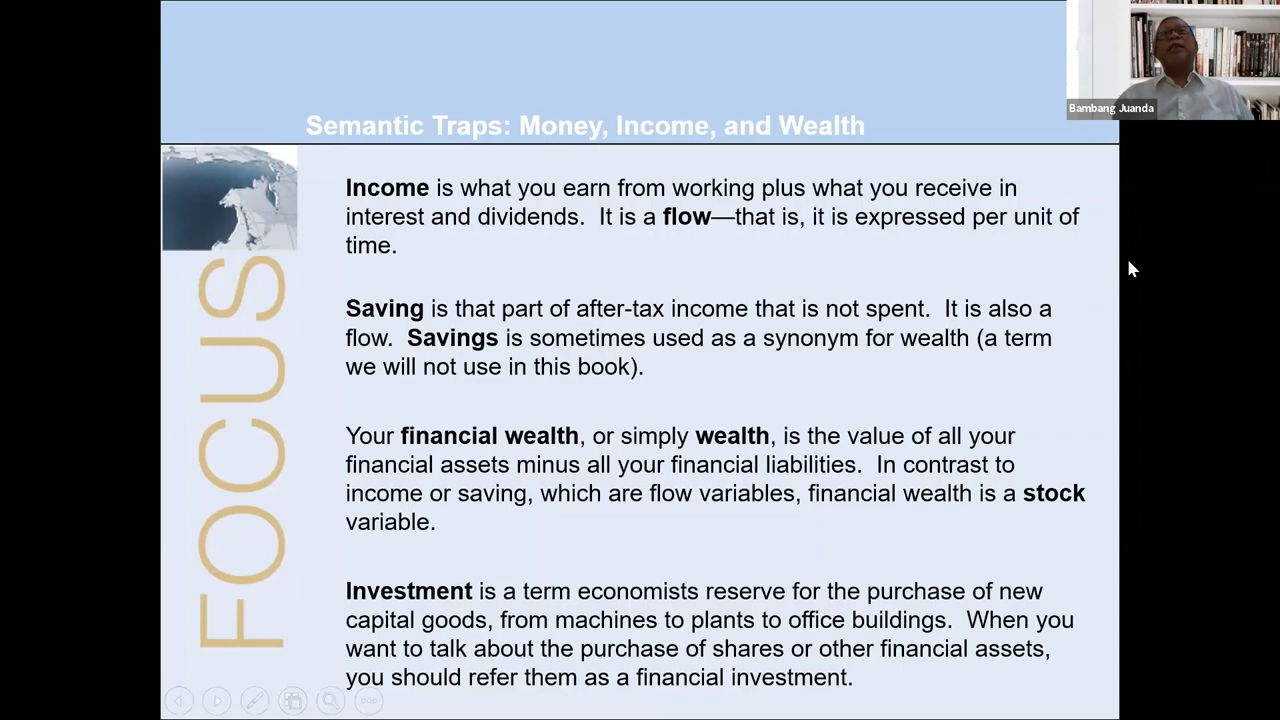 Bambang Juanda
Semantic Traps: Money, Income, and Wealth
FOCUS
Income is what you earn from working plus what you receive in
interest and dividends.  It is a flow—that is, it is expressed per unit of
time.
Saving is that part of after-tax income that is not spent.  It is also a
flow.  Savings is sometimes used as a synonym for wealth (a term
we will not use in this book).
Your financial wealth, or simply wealth, is the value of all your
financial assets minus all your financial liabilities.  In contrast to
income or saving, which are flow variables, financial wealth is a stock
variable.
Investment is a term economists reserve for the purchase of new
capital goods, from machines to plants to office buildings.  When you
want to talk about the purchase of shares or other financial assets,
you should refer them as a financial investment.